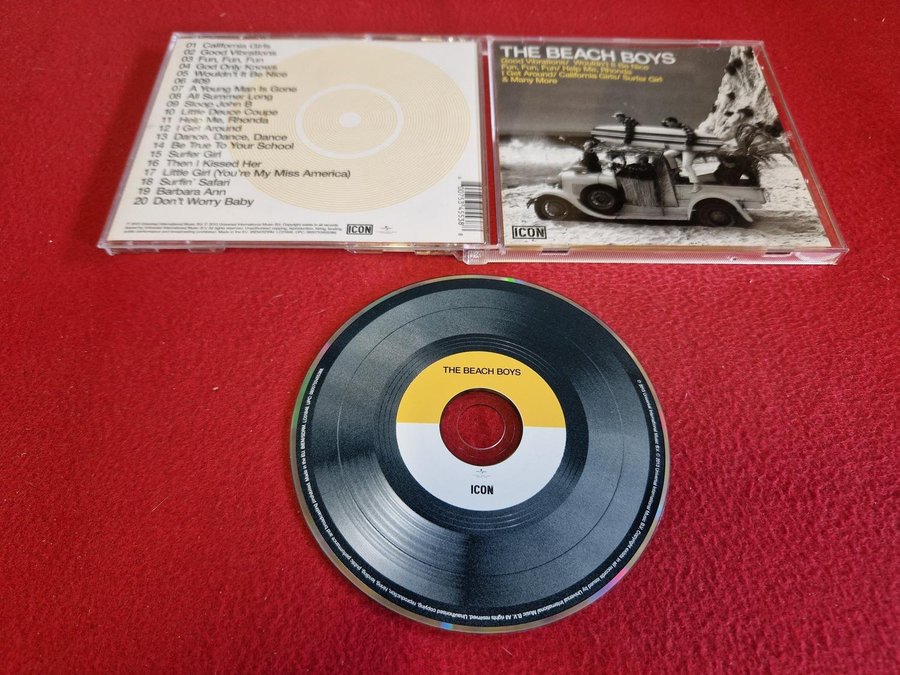 01 California Girls
02 Good Vibrations
03 Fun, Fun, Fun
04 God Only Knows
05 Wouldn't It Be Nice
06 409
07 A Young Man Is Gone
08 All Summer Long
09 Sloop John B
10 Little Deuce Coupe
11 Help Me, Rhonda
12 I Get Around
13 Dance, Dance, Dance
14 Be True To Your School
15 Surfer Girl
16 Then I Kissed Her
17 Little Girl (You're My Miss America)
18 Surfin' Safari
19 Barbara Ann
20 Don't Worry Baby
ICON
THE BEACH BOYS
Good Vibrations/ Wouldn't It Be Nice
Fun, Fun, Fun/ Help Me, Rhonda
I Get Around/ California Girls/ Surfer Girl
& Many More
ICON
THE BEACH BOYS
ICON